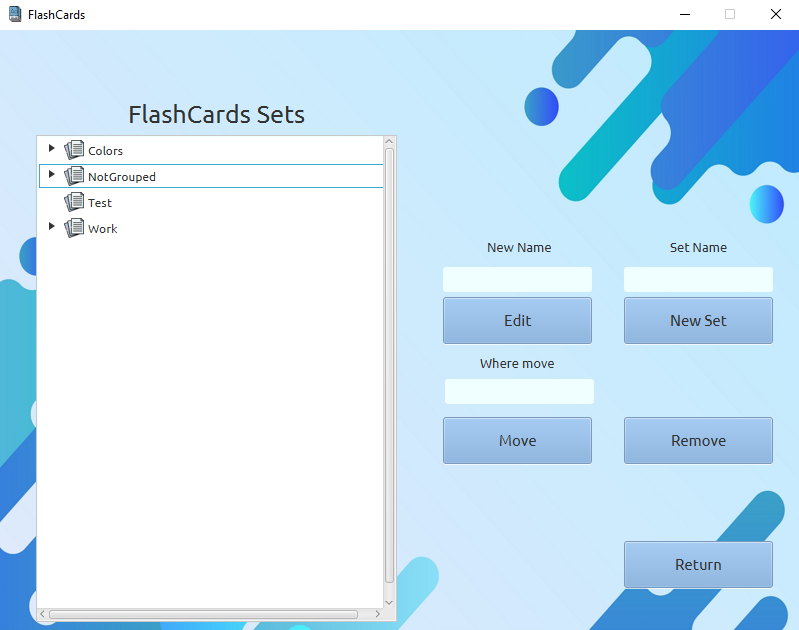 FlashCards
FlashCards Sets
Colors
NotGrouped
Test
Work
New Name
Set Name
Edit
New Set
Where move
Move
Remove
Return